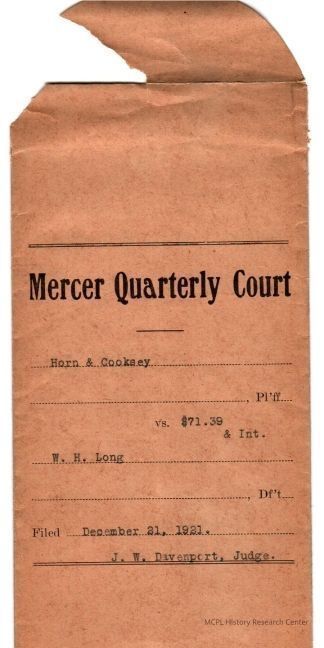 Mercer Quarterly Court
Horn & Cooksey
, Pl'ff
vs. $71.39
& Int.
W. H. Long
, Df't
Filed December 21, 1921.
J. W. Davenport, Judge.
MCPL History Research Center